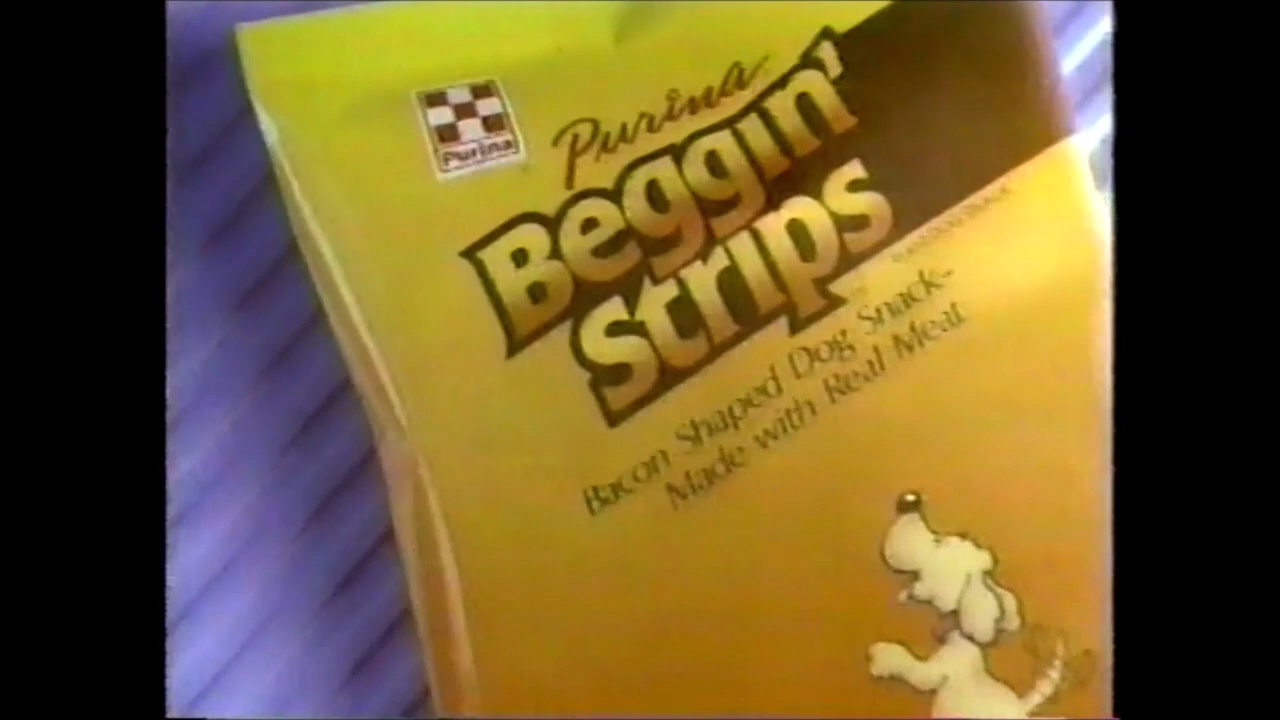 Purina
Purina
Beggin'
Strips
Bacon Shaped Dog Snack
Made with Real Meat